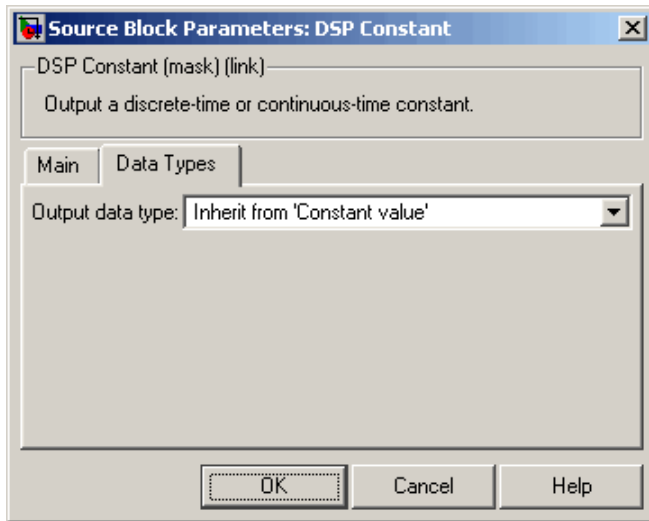 Source Block Parameters: DSP Constant
DSP Constant (mask) (link)
Output a discrete-time or continuous-time constant.
Main Data Types
Output data type: Inherit from 'Constant value'
OK Cancel Help